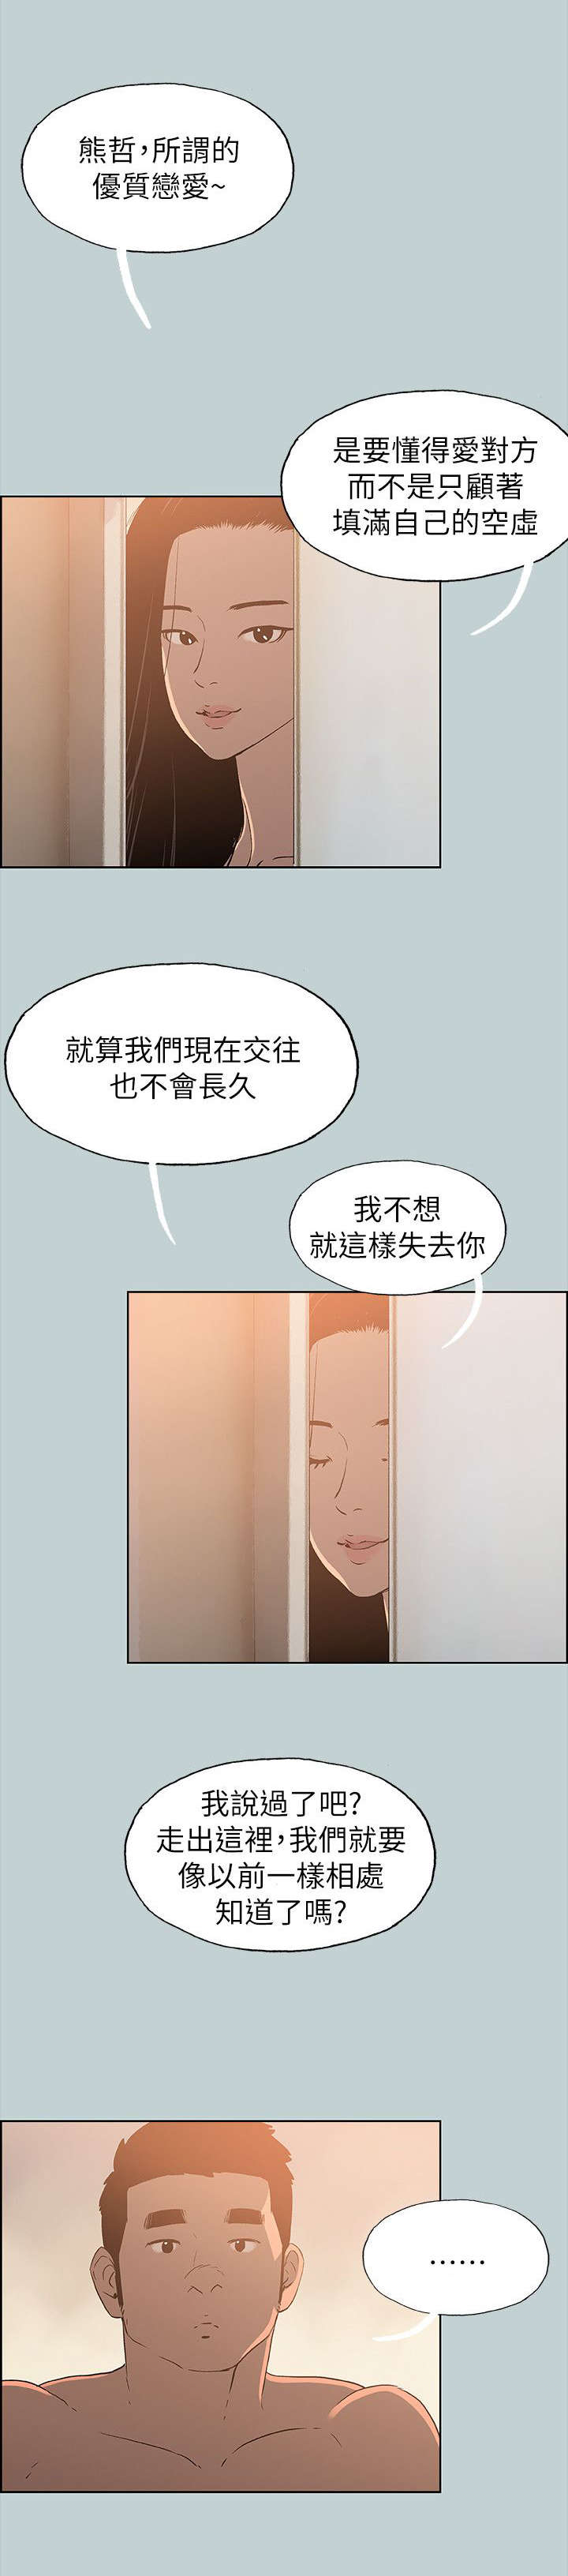 熊哲，所謂的
優質戀愛~
是要懂得愛對方
而不是只顧著
填滿自己的空虛
就算我們現在交往
也不會長久
我不想
就這樣失去你
我說過了吧?
走出這裡，我們就要
像以前一樣相處
知道了嗎?
……